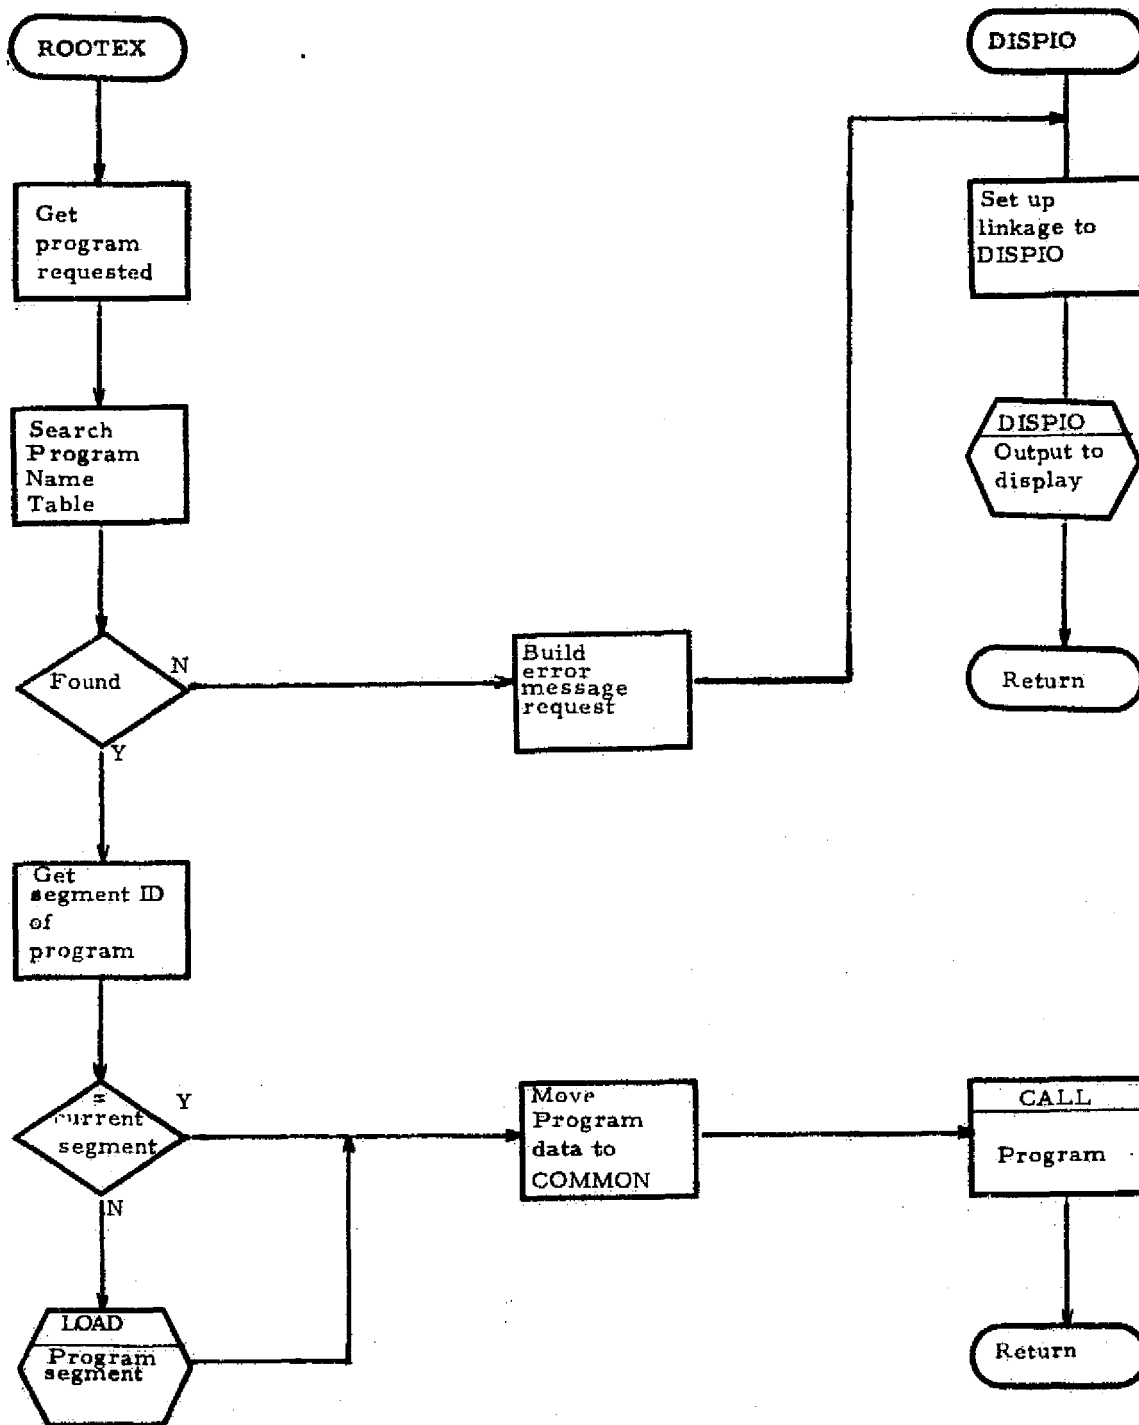 ROOTEX
Get
program
requested
Search
Program
Name
Table
Found
N
Y
Get
segment ID
of
program
=
current
segment
Y
N
LOAD
Program
segment
Build
error
message
request
Move
Program
data to
COMMON
DISPIO
Set up
linkage to
DISPIO
DISPIO
Output to
display
Return
CALL
Program
Return